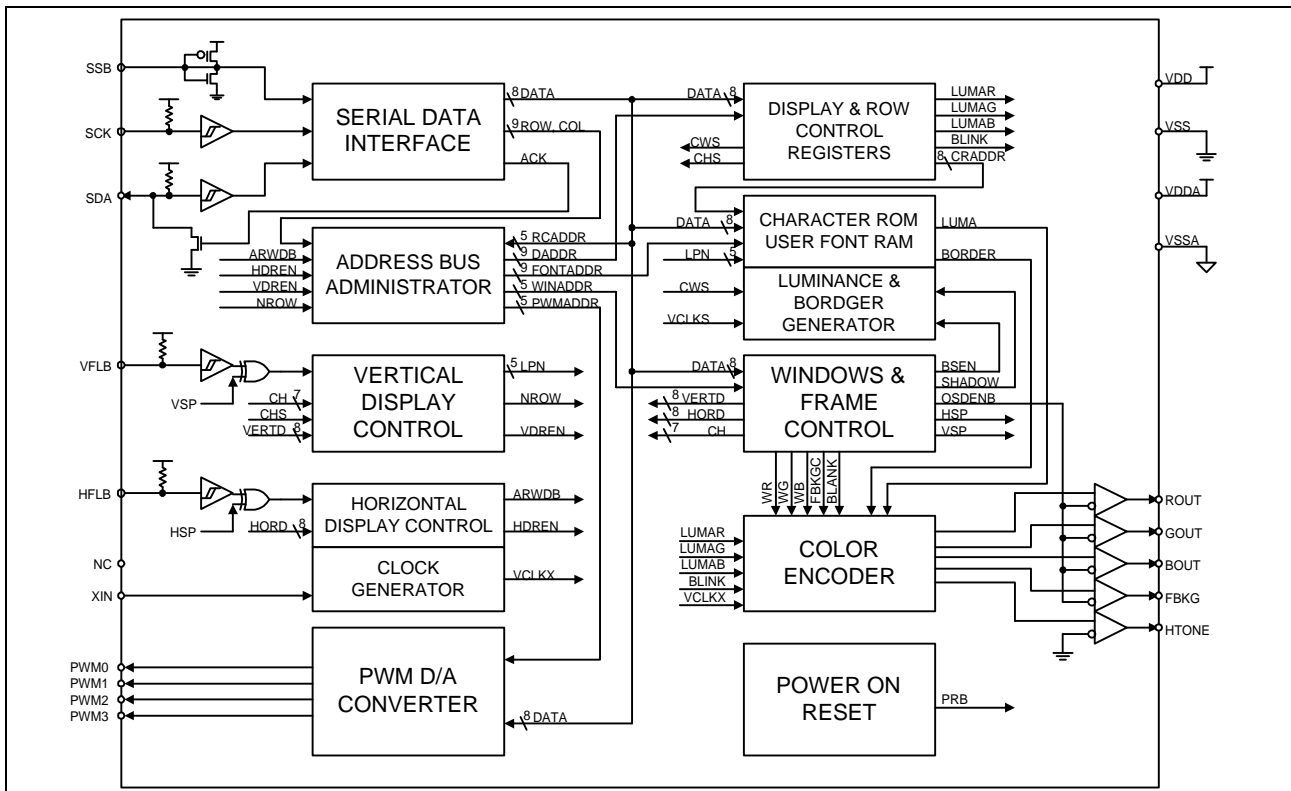 SSB
SCK
SDA
SERIAL DATA
INTERFACE
8 DATA
9 ROW, COL
ACK
DATA 8
CWS
CHS
DISPLAY & ROW
CONTROL
REGISTERS
LUMAR
LUMAG
LUMAB
BLINK
8 CRADDR
VDD
VSS
VDDA
VSSA
ARWDB
HDREN
VDREN
NROW
ADDRESS BUS
ADMINISTRATOR
5 RCADDR
9 DADDR
9 FONTADDR
5 WINADDR
5 PWMADDR
DATA 8
LPN 5
CWS
VCLKS
CHARACTER ROM
USER FONT RAM
LUMINANCE &
BORDGER
GENERATOR
LUMA
BORDER
VFLB
VSP
CH 7
CHS
VERTD 8
VERTICAL
DISPLAY
CONTROL
5 LPN
NROW
VDREN
DATA 8
8 VERTD
8 HORD
7 CH
WINDOWS &
FRAME
CONTROL
BSEN
SHADOW
OSDENB
HSP
VSP
WR
WG
WB
FBKGC
BLANK
HFLB
HSP
HORD 8
HORIZONTAL
DISPLAY CONTROL
CLOCK
GENERATOR
ARWDB
HDREN
VCLKX
NC
XIN
LUMAR
LUMAG
LUMAB
BLINK
VCLKX
COLOR
ENCODER
ROUT
GOUT
BOUT
FBKG
HTONE
PWM0
PWM1
PWM2
PWM3
PWM D/A
CONVERTER
8 DATA
POWER ON
RESET
PRB